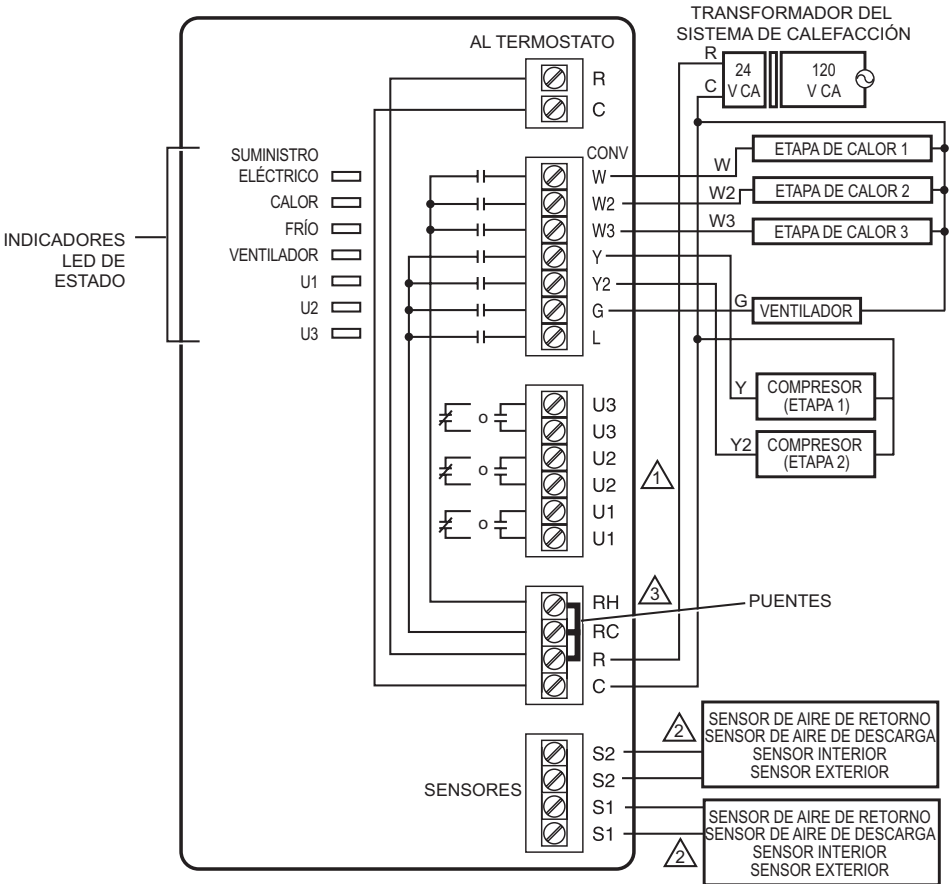 TRANSFORMADOR DEL
SISTEMA DE CALEFACCIÓN
R
C
24
V CA
120
V CA
AL TERMOSTATO
R
C
INDICADORES
LED DE
ESTADO
SUMINISTRO
ELÉCTRICO
CALOR
FRÍO
VENTILADOR
U1
U2
U3
CONV
W
W2
W3
Y
Y2
G
L
W
ETAPA DE CALOR 1
W2
ETAPA DE CALOR 2
W3
ETAPA DE CALOR 3
G
VENTILADOR
Y
COMPRESOR
(ETAPA 1)
Y2
COMPRESOR
(ETAPA 2)
o
o
o
U3
U3
U2
U2
U1
U1
1
3
RH
RC
R
C
PUENTES
SENSORES
S2
S2
S1
S1
2
SENSOR DE AIRE DE RETORNO
SENSOR DE AIRE DE DESCARGA
SENSOR INTERIOR
SENSOR EXTERIOR
2
SENSOR DE AIRE DE RETORNO
SENSOR DE AIRE DE DESCARGA
SENSOR INTERIOR
SENSOR EXTERIOR